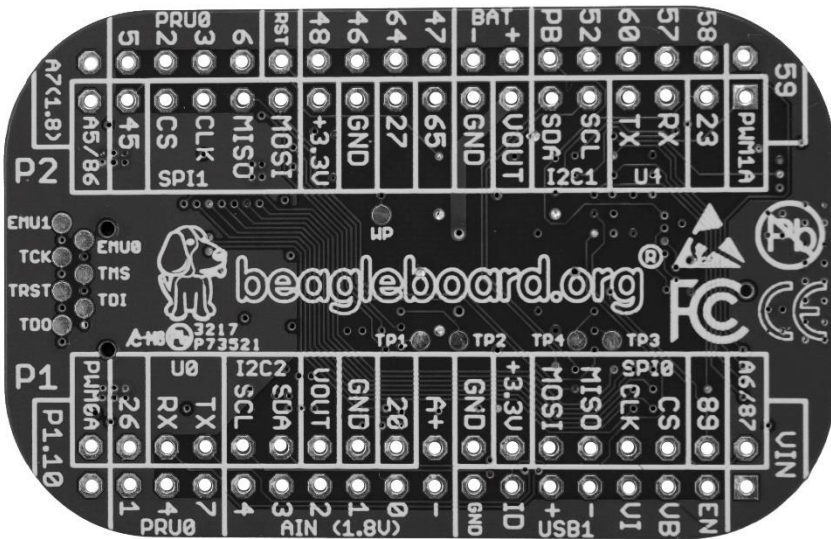 PRU0 BAT
5 2 3 6 RST 48 46 64 47 - + PB 52 60 57 58
A7(1.8) 59
A5/86 45 CS CLK MISO MOSI +3.3V GND 27 65 GND VOUT SDA SCL TX RX 23 PWM1A
P2 SPI1 I2C1 U4
EMU1 EMU0 WP Pb
TCK TMS
beagleboard.org®
TRST TDI FC CE
TDO 3217
P73521 TP1 TP2 TP4 TP3
P1 U0 I2C2 SPI0
PWM0A 26 RX TX SCL SDA VOUT GND 20 A+ GND +3.3V MOSI MISO CLK CS 89 A6/87
P1.10 VIN
1 4 7 4 3 2 1 0 - GND ID + - VI VB EN
PRU0 AIN (1.8V) USB1